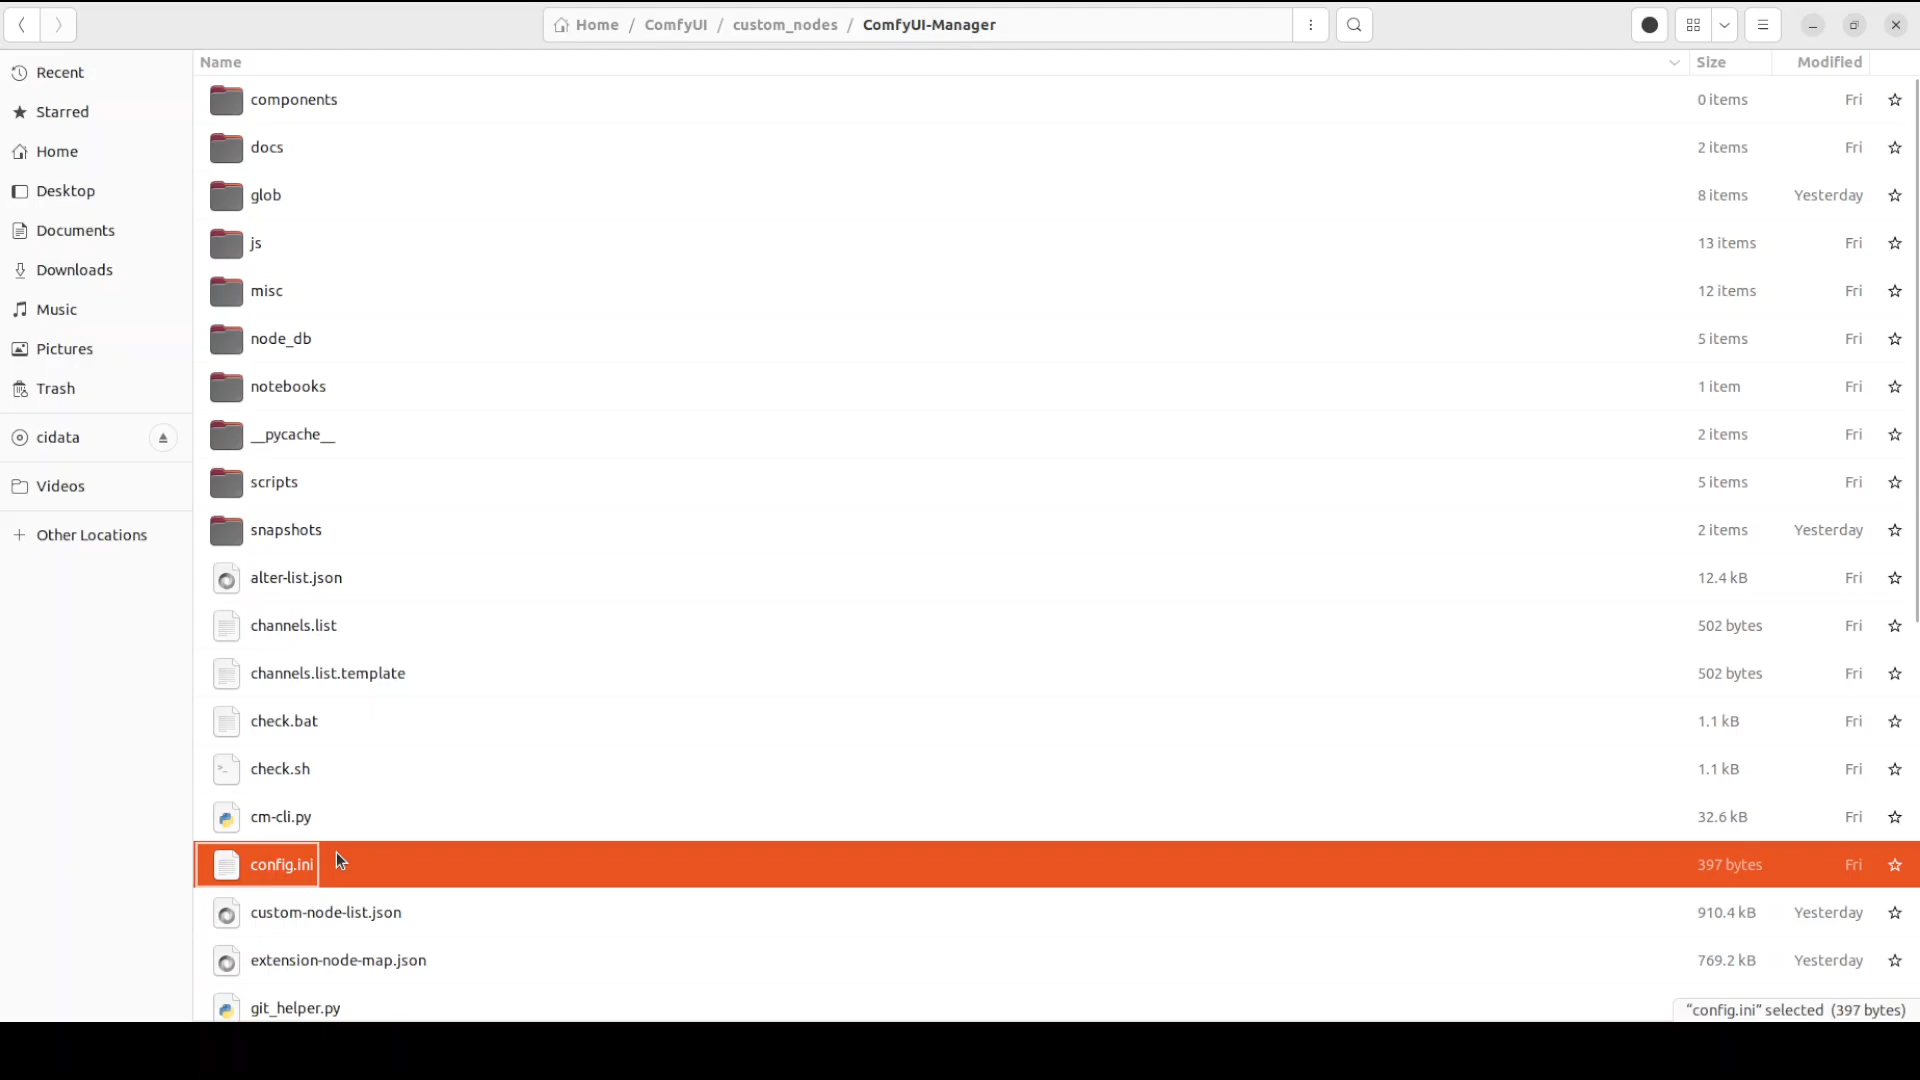 Home / ComfyUI / custom_nodes / ComfyUI-Manager
Name Size Modified
Recent
Starred
Home
Desktop
Documents
Downloads
Music
Pictures
Trash
cidata
Videos
+ Other Locations
components 0 items Fri
docs 2 items Fri
glob 8 items Yesterday
js 13 items Fri
misc 12 items Fri
node_db 5 items Fri
notebooks 1 item Fri
__pycache__ 2 items Fri
scripts 5 items Fri
snapshots 2 items Yesterday
alter-list.json 12.4 kB Fri
channels.list 502 bytes Fri
channels.list.template 502 bytes Fri
check.bat 1.1 kB Fri
check.sh 1.1 kB Fri
cm-cli.py 32.6 kB Fri
config.ini 397 bytes Fri
custom-node-list.json 910.4 kB Yesterday
extension-node-map.json 769.2 kB Yesterday
git_helper.py
“config.ini” selected (397 bytes)